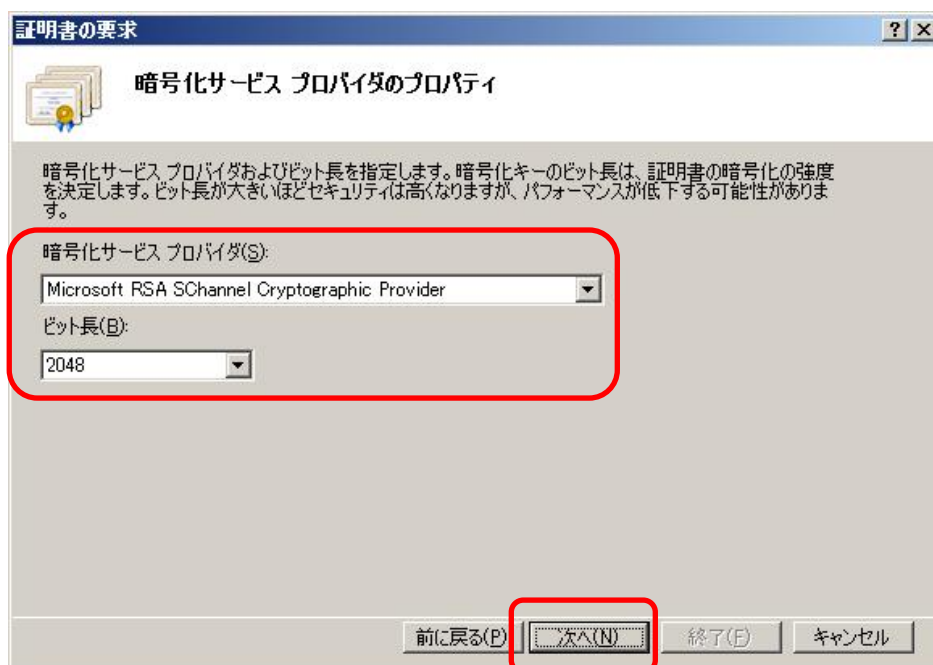 証明書の要求
暗号化サービス プロバイダのプロパティ
暗号化サービス プロバイダおよびビット長を指定します。暗号化キーのビット長は、証明書の暗号化の強度
を決定します。ビット長が大きいほどセキュリティは高くなりますが、パフォーマンスが低下する可能性がありま
す。
暗号化サービス プロバイダ(S):
Microsoft RSA SChannel Cryptographic Provider
ビット長(B):
2048
前に戻る(P) 次へ(N) 終了(F) キャンセル